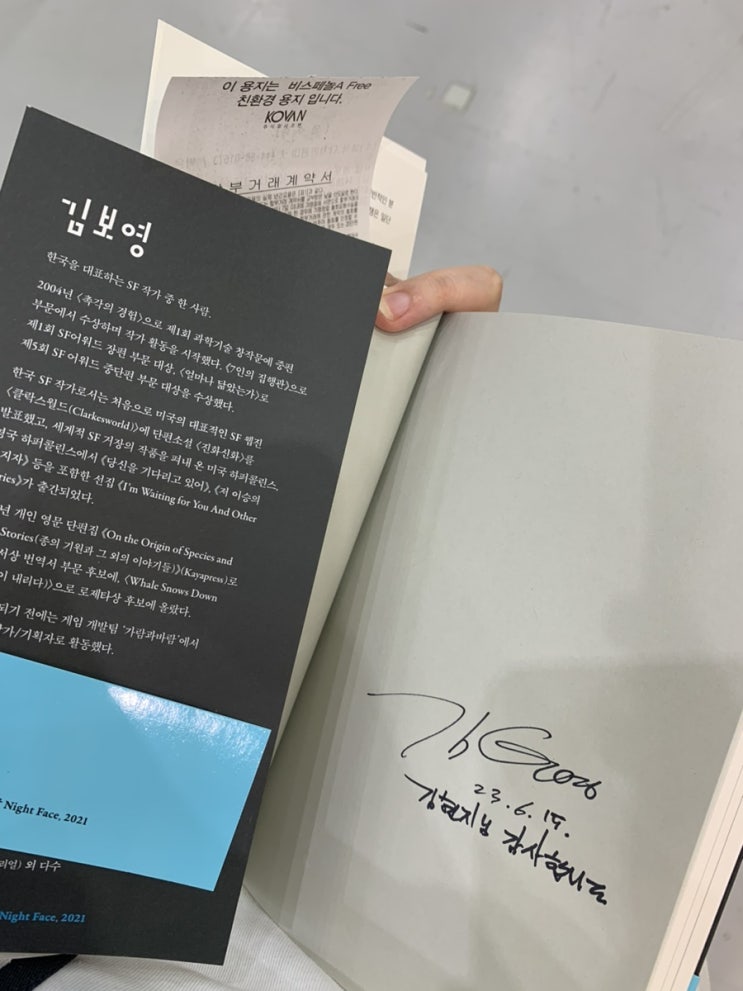 이 용지는 비스페놀A Free
친환경 용지 입니다.
KOVAN
부거래계약서
김보영
한국을 대표하는 SF 작가 중 한 사람.
2004년 〈촉각의 경험〉으로 제1회 과학기술 창작문예 중편
부문에서 수상하며 작가 활동을 시작했다. 《7인의 집행관》으로
제1회 SF어워드 장편 부문 대상, 〈얼마나 닮았는가〉로
제5회 SF 어워드 중단편 부문 대상을 수상했다.
한국 SF 작가로서는 처음으로 미국의 대표적인 SF 웹진
〈클락스월드(Clarkesworld)〉에 단편소설 〈진화신화〉를
발표했고, 세계적 SF 거장의 작품을 펴내 온 미국 하퍼콜린스,
국 하퍼콜린스에서 《당신을 기다리고 있어》, 《저 이승의
지자》 등을 포함한 선집 《I'm Waiting for You And Other
ries》가 출간되었다.
년 개인 영문 단편집 《On the Origin of Species and
Stories(종의 기원과 그 외의 이야기들)》(Kayapress)로
서상 번역서 부문 후보에, 〈Whale Snows Down
이 내리다)〉으로 로제타상 후보에 올랐다.
되기 전에는 게임 개발팀 '가람과바람'에서
작가/기획자로 활동했다.
Night Face, 2021
리얼) 외 다수
Night Face, 2021
23.6.15.
김현지님 감사합니다